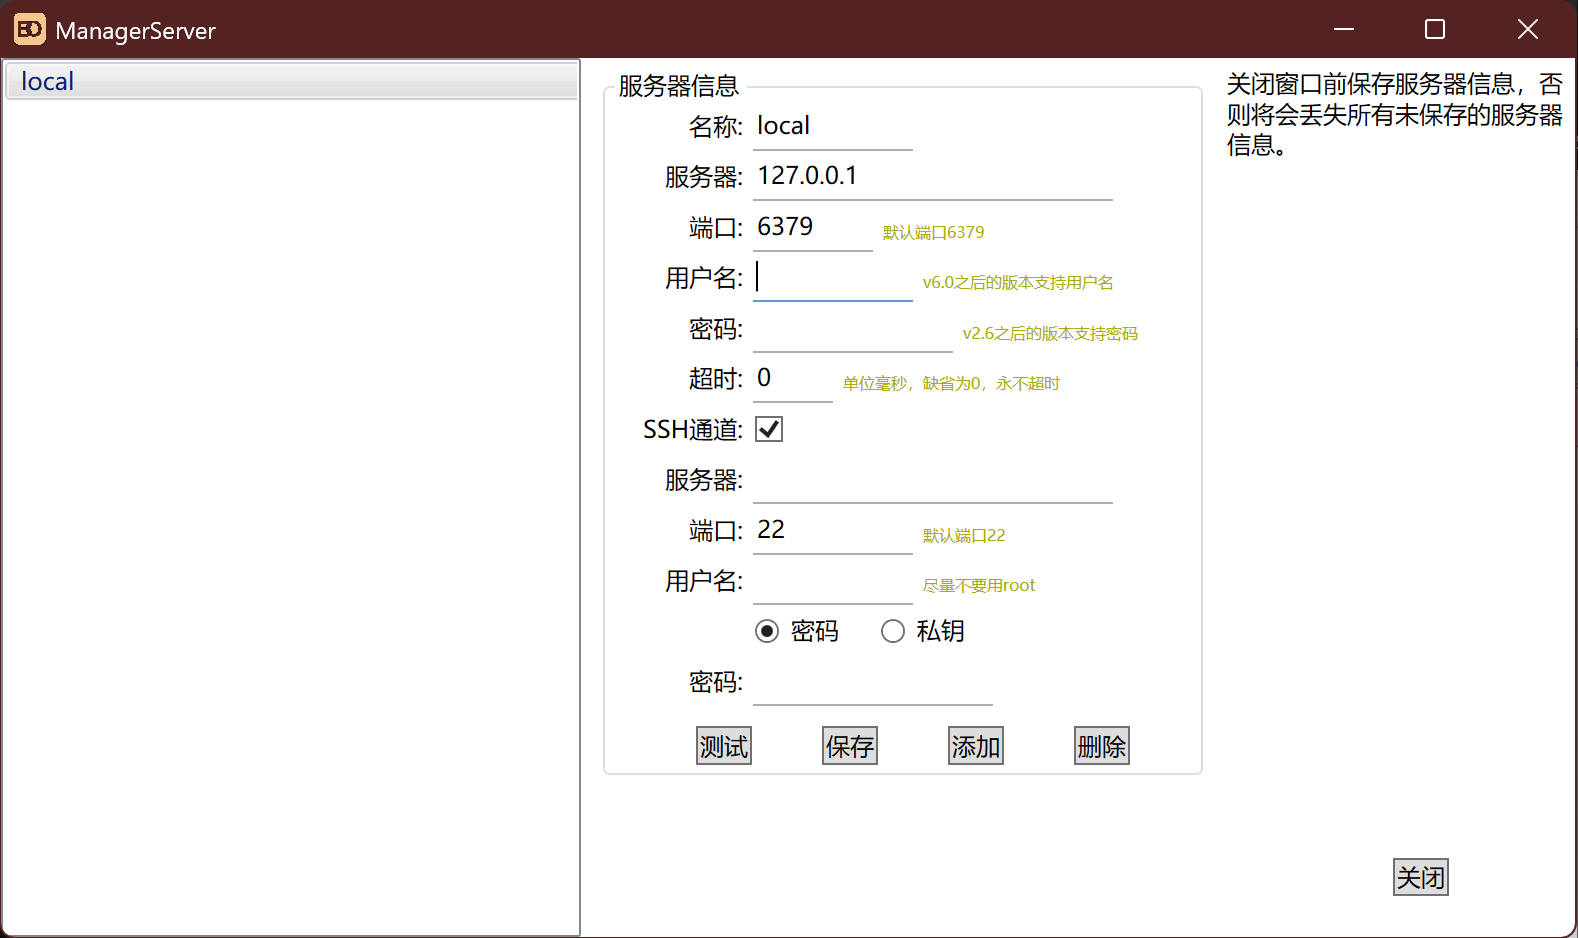 ManagerServer
local
服务器信息
名称: local
服务器: 127.0.0.1
端口: 6379 默认端口6379
用户名: v6.0之后的版本支持用户名
密码: v2.6之后的版本支持密码
超时: 0 单位毫秒，缺省为0，永不超时
SSH通道:
服务器:
端口: 22 默认端口22
用户名: 尽量不要用root
密码 私钥
密码:
测试 保存 添加 删除
关闭窗口前保存服务器信息，否
则将会丢失所有未保存的服务器
信息。
关闭